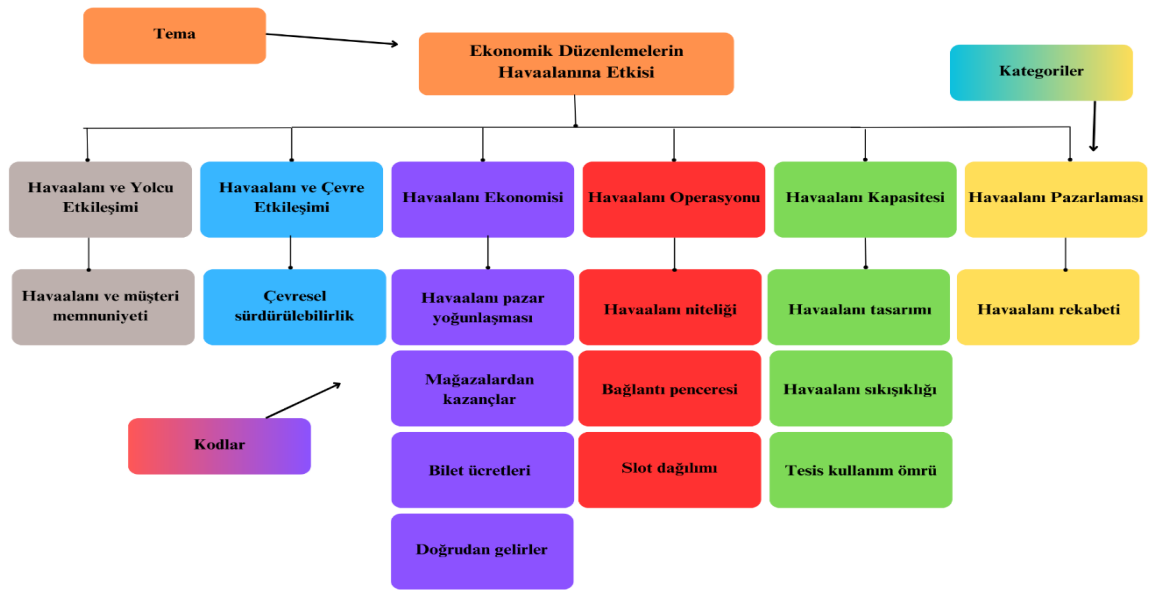 Tema
Ekonomik Düzenlemelerin
Havaalanına Etkisi
Kategoriler
Havaalanı ve Yolcu
Etkileşimi
Havaalanı ve Çevre
Etkileşimi
Havaalanı Ekonomisi
Havaalanı Operasyonu
Havaalanı Kapasitesi
Havaalanı Pazarlaması
Havaalanı ve müşteri
memnuniyeti
Çevresel
sürdürülebilirlik
Havaalanı pazar
yoğunlaşması
Havaalanı niteliği
Havaalanı tasarımı
Havaalanı rekabeti
Mağazalardan
kazançlar
Bağlantı penceresi
Havaalanı sıkışıklığı
Kodlar
Bilet ücretleri
Slot dağılımı
Tesis kullanım ömrü
Doğrudan gelirler